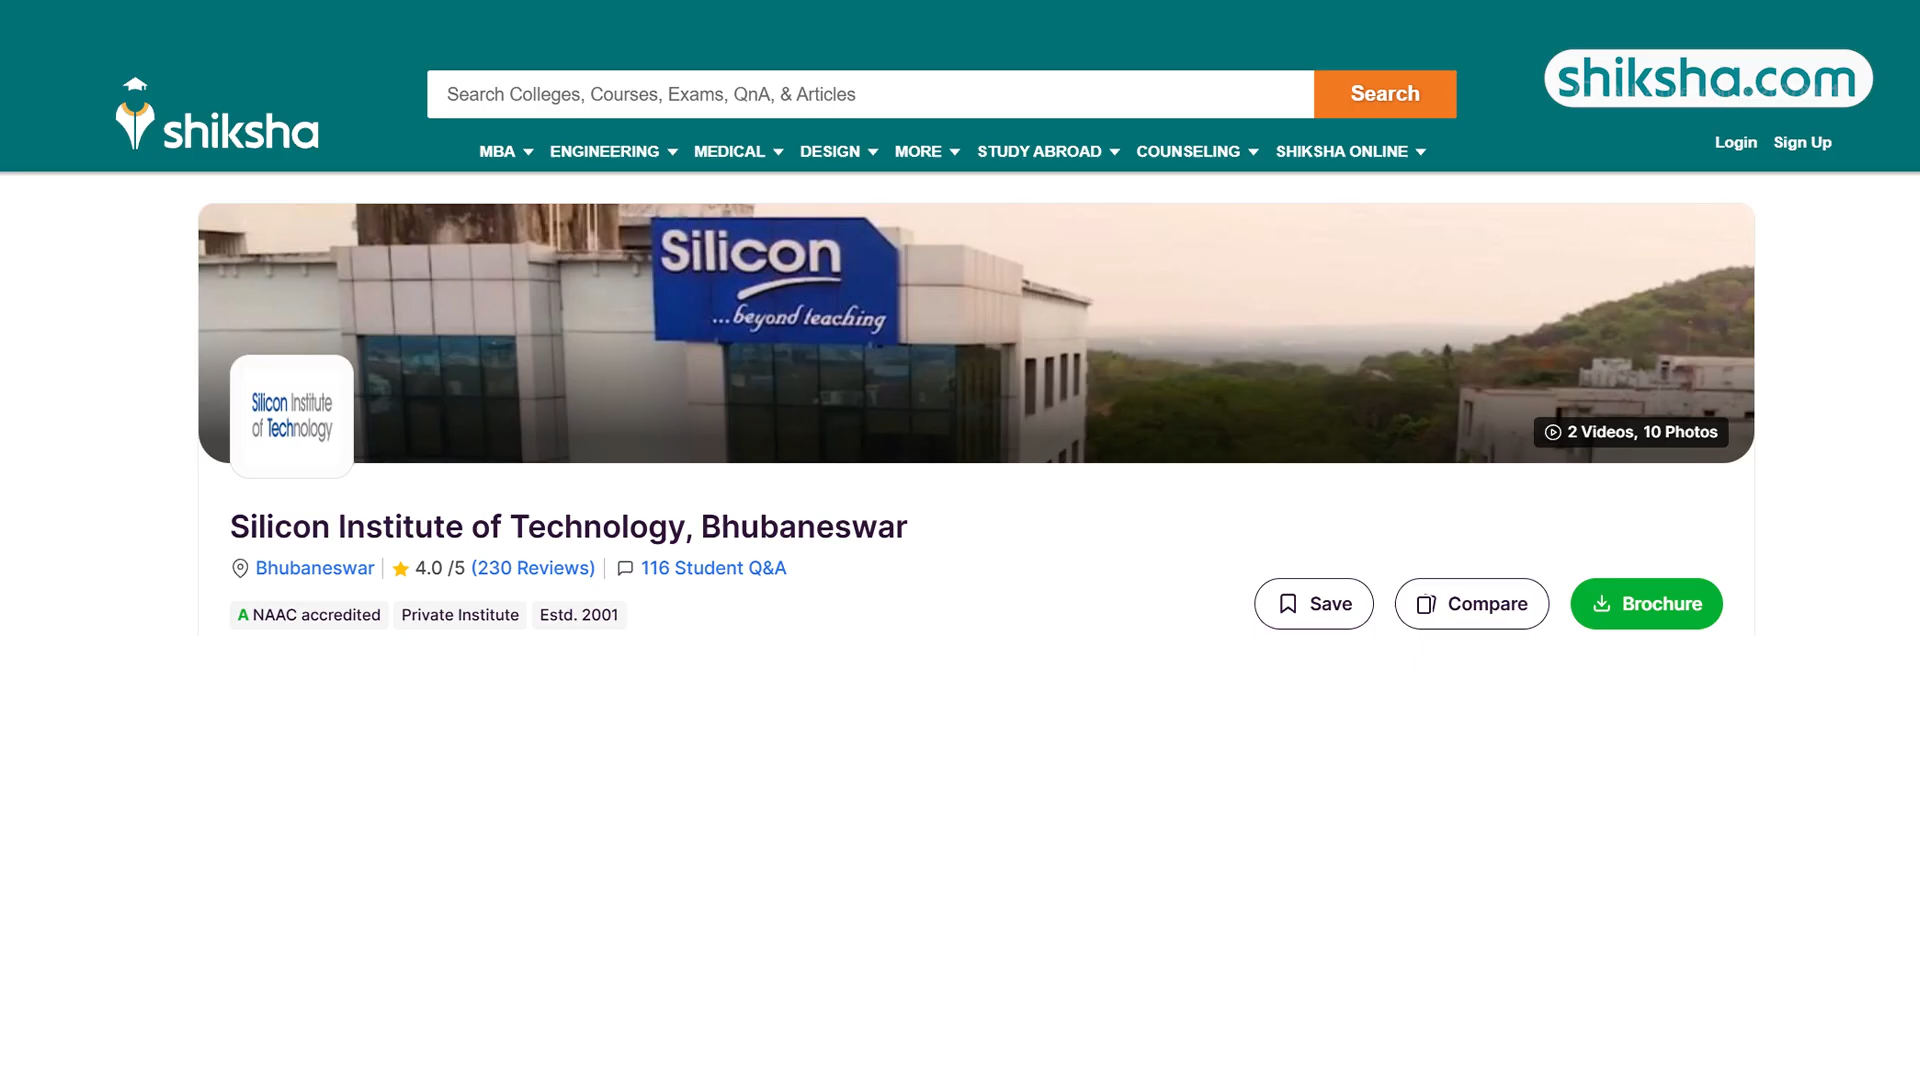 shiksha
Search Colleges, Courses, Exams, QnA, & Articles
Search
shiksha.com
Login Sign Up
MBA ENGINEERING MEDICAL DESIGN MORE STUDY ABROAD COUNSELING SHIKSHA ONLINE
Silicon
...beyond teaching
Silicon Institute
of Technology
2 Videos, 10 Photos
Silicon Institute of Technology, Bhubaneswar
Bhubaneswar 4.0 /5 (230 Reviews) 116 Student Q&A
A NAAC accredited Private Institute Estd. 2001
Save Compare Brochure